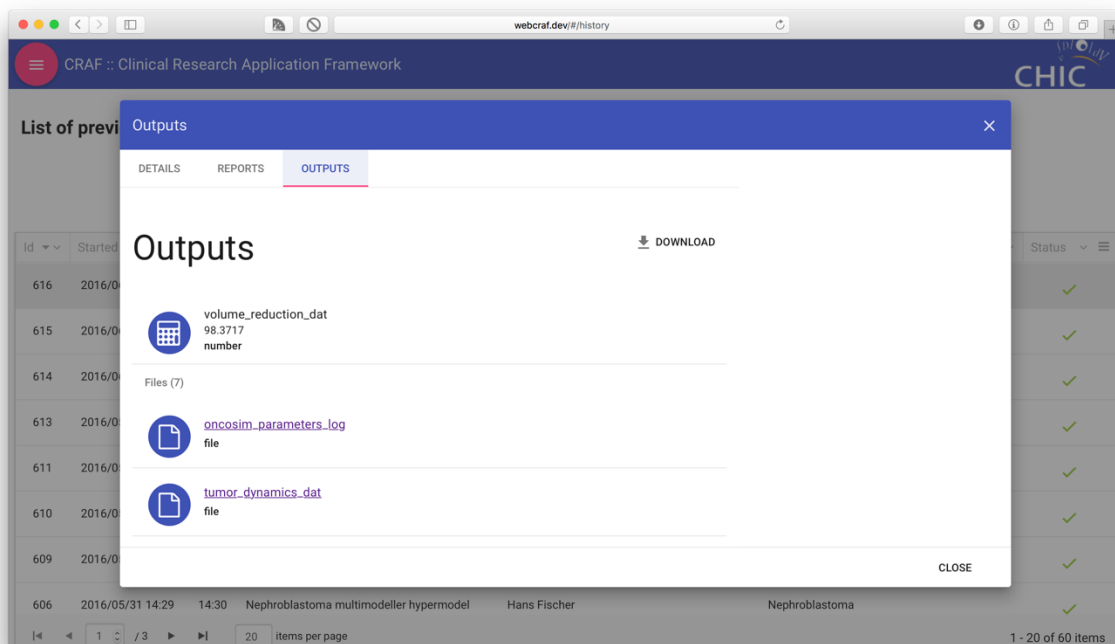 webcraf.dev/#/history
CRAF :: Clinical Research Application Framework
CHIC
List of previ
Outputs
DETAILS REPORTS OUTPUTS
Outputs
DOWNLOAD
Id Started Status
volume_reduction_dat
98.3717
number
Files (7)
oncosim_parameters_log
file
tumor_dynamics_dat
file
CLOSE
616 2016/0
615 2016/0
614 2016/0
613 2016/0
611 2016/0
610 2016/0
609 2016/0
606 2016/05/31 14:29 14:30 Nephroblastoma multimodeller hypermodel Hans Fischer Nephroblastoma
1 / 3 20 items per page 1 - 20 of 60 items